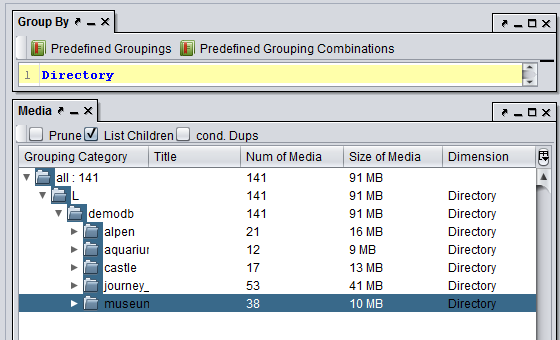 Group By
Predefined Groupings Predefined Grouping Combinations
1 Directory
Media
Prune List Children cond. Dups
Grouping Category Title Num of Media Size of Media Dimension
all : 141 141 91 MB
L 141 91 MB Directory
demodb 141 91 MB Directory
alpen 21 16 MB Directory
aquariun 12 9 MB Directory
castle 17 13 MB Directory
journey_ 53 41 MB Directory
museun 38 10 MB Directory